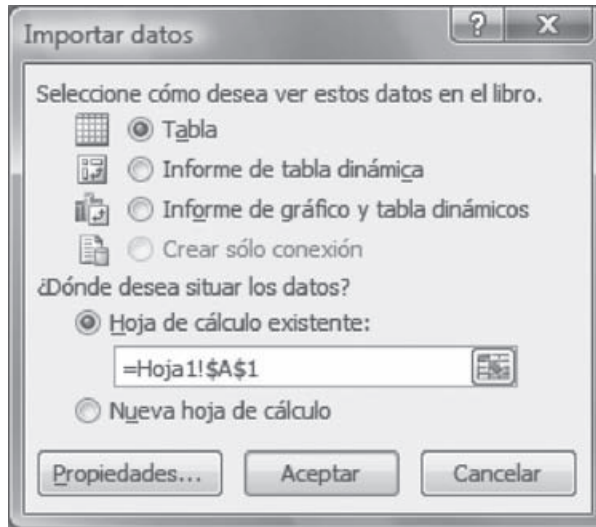 Importar datos
Seleccione cómo desea ver estos datos en el libro.
Tabla
Informe de tabla dinámica
Informe de gráfico y tabla dinámicos
Crear sólo conexión
¿Dónde desea situar los datos?
Hoja de cálculo existente:
=Hoja1!$A$1
Nueva hoja de cálculo
Propiedades... Aceptar Cancelar